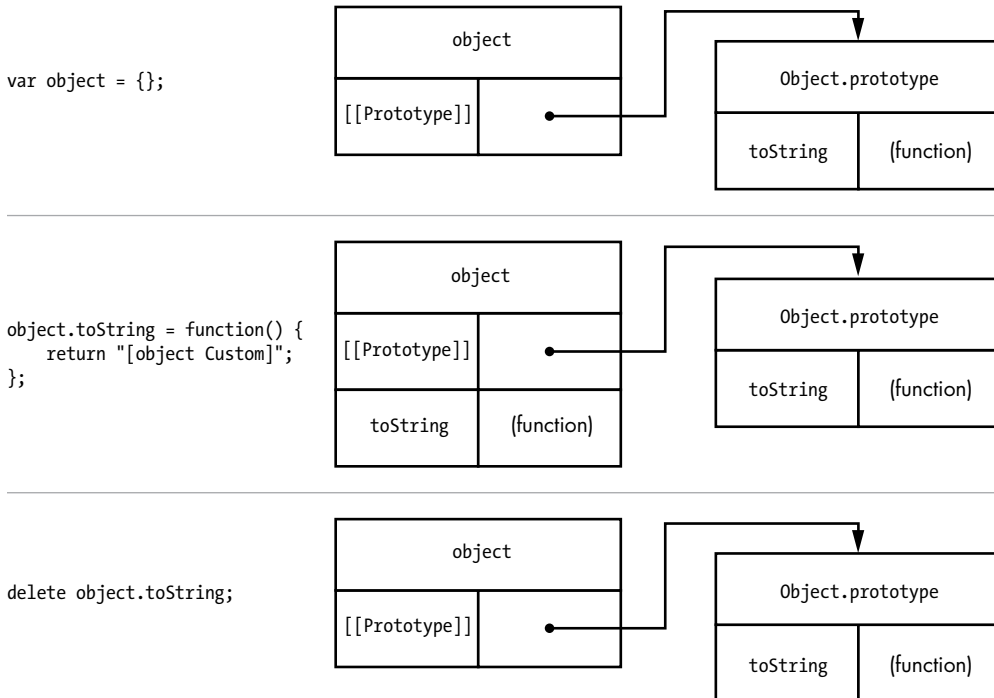 var object = {};
object
[[Prototype]]
Object.prototype
toString
(function)
object.toString = function() {
    return "[object Custom]";
};
object
[[Prototype]]
toString
(function)
Object.prototype
toString
(function)
delete object.toString;
object
[[Prototype]]
Object.prototype
toString
(function)